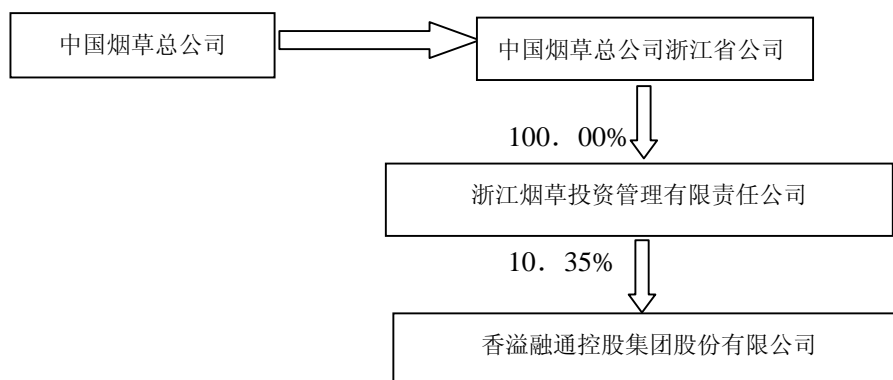 中国烟草总公司
中国烟草总公司浙江省公司
100．00%
浙江烟草投资管理有限责任公司
10．35%
香溢融通控股集团股份有限公司